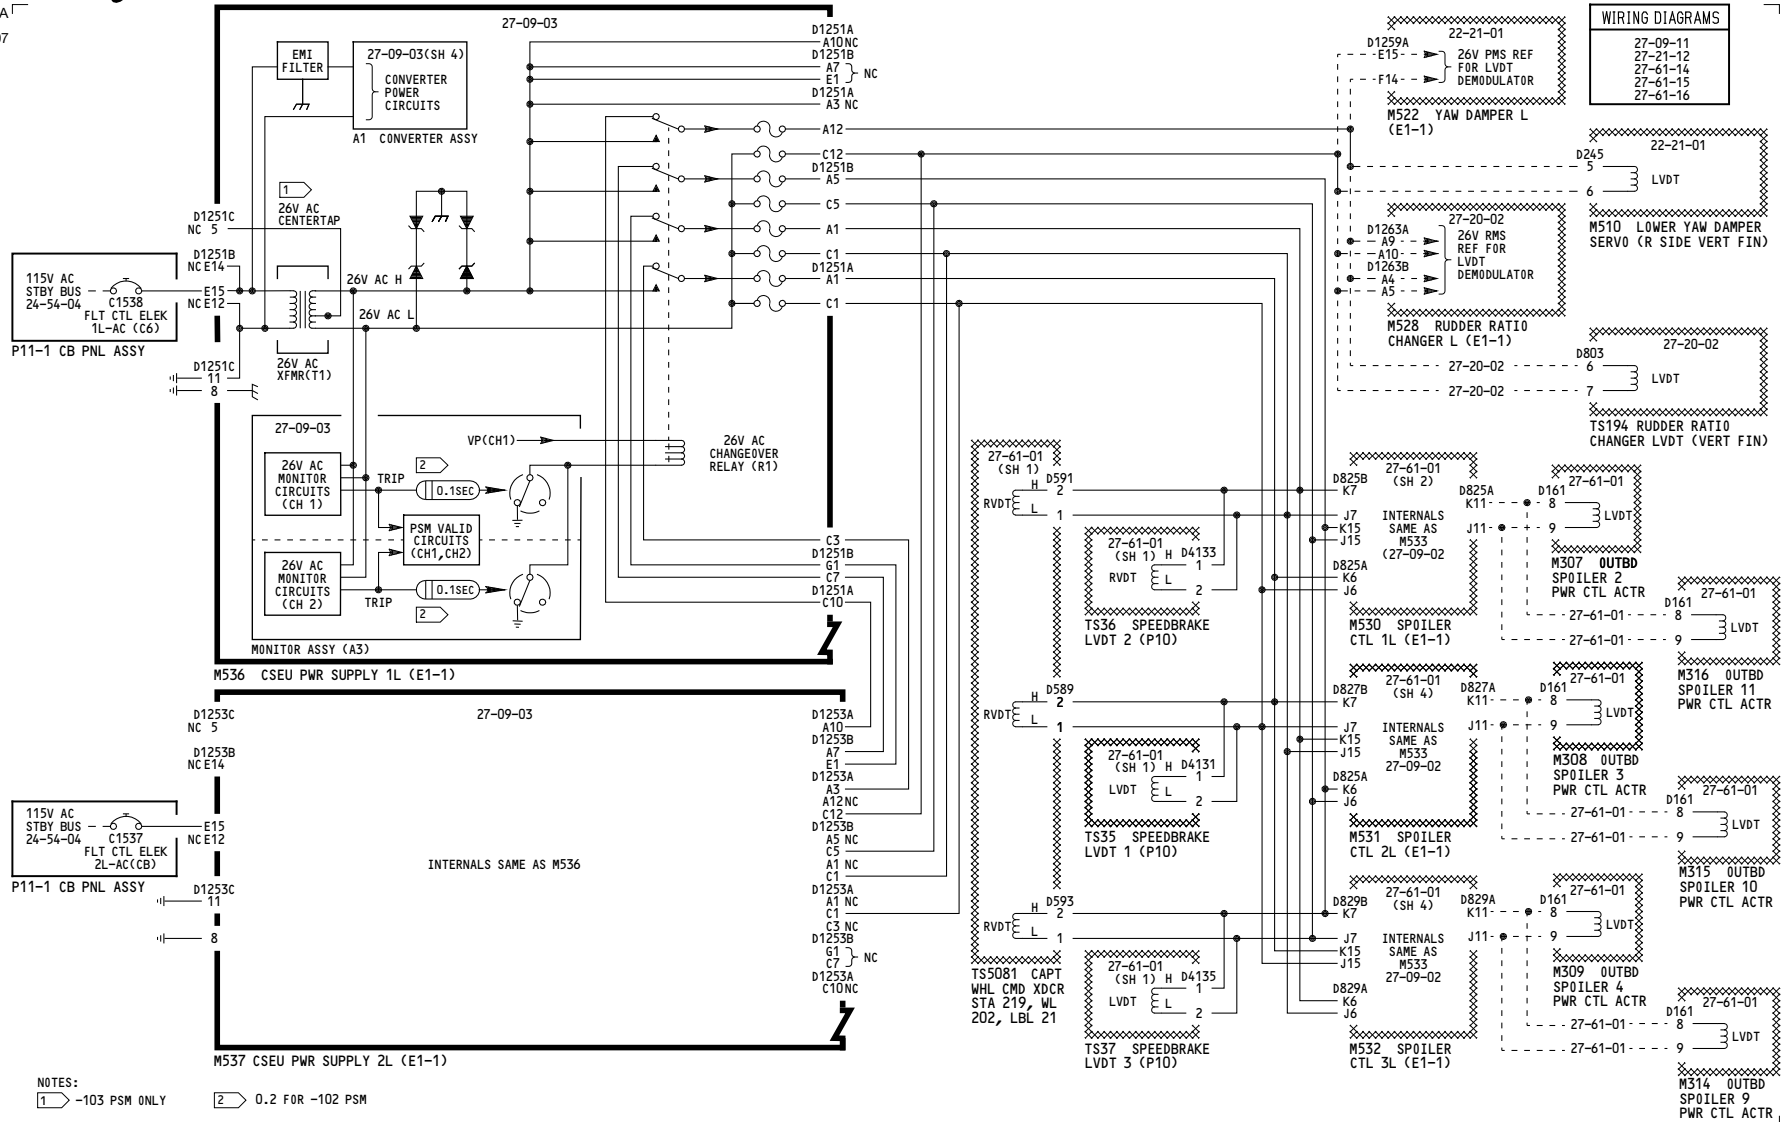 A
07
27-09-03
EMI
FILTER
27-09-03(SH 4)
CONVERTER
POWER
CIRCUITS
A1 CONVERTER ASSY
1
26V AC
CENTERTAP
D1251C
NC 5
D1251B
NC E14
E15
NC E12
115V AC
STBY BUS
24-54-04
C1538
FLT CTL ELEK
1L-AC (C6)
P11-1 CB PNL ASSY
D1251C
11
8
26V AC H
26V AC L
26V AC
XFMR(T1)
27-09-03
VP(CH1)
26V AC
CHANGEOVER
RELAY (R1)
26V AC
MONITOR
CIRCUITS
(CH 1)
TRIP
2
0.1SEC
PSM VALID
CIRCUITS
(CH1,CH2)
26V AC
MONITOR
CIRCUITS
(CH 2)
TRIP
0.1SEC
2
MONITOR ASSY (A3)
M536 CSEU PWR SUPPLY 1L (E1-1)
D1251A
A10 NC
D1251B
A7
E1
NC
D1251A
A3 NC
A12
C12
D1251B
A5
C5
A1
C1
D1251A
A1
C1
C3
D1251B
G1
C7
D1251A
C10
27-09-03
D1253C
NC 5
D1253B
NC E14
115V AC
STBY BUS
24-54-04
C1537
FLT CTL ELEK
2L-AC(CB)
P11-1 CB PNL ASSY
E15
NC E12
D1253C
11
8
INTERNALS SAME AS M536
D1253A
A10
D1253B
A7
E1
D1253A
A3
A12NC
C12
D1253B
A5 NC
C5
A1 NC
C1
D1253A
A1 NC
C1
C3 NC
D1253B
G1
C7
NC
D1253A
C10NC
M537 CSEU PWR SUPPLY 2L (E1-1)
NOTES:
1 -103 PSM ONLY
2 0.2 FOR -102 PSM
27-61-01
(SH 1)
D591
H 2
RVDT
L 1
D589
H 2
RVDT
L 1
D593
H 2
RVDT
L 1
TS5081 CAPT
WHL CMD XDCR
STA 219, WL
202, LBL 21
27-61-01
(SH 1) H D4133
1
RVDT
L
2
TS36 SPEEDBRAKE
LVDT 2 (P10)
27-61-01
(SH 1) H D4131
1
LVDT
L
2
TS35 SPEEDBRAKE
LVDT 1 (P10)
27-61-01
(SH 1) H D4135
1
LVDT
L
2
TS37 SPEEDBRAKE
LVDT 3 (P10)
22-21-01
D1259A
E15
F14
26V PMS REF
FOR LVDT
DEMODULATOR
M522 YAW DAMPER L
(E1-1)
27-20-02
D1263A
A9
A10
D1263B
A4
A5
26V RMS
REF FOR
LVDT
DEMODULATOR
M528 RUDDER RATIO
CHANGER L (E1-1)
27-20-02
27-20-02
WIRING DIAGRAMS
27-09-11
27-21-12
27-61-14
27-61-15
27-61-16
22-21-01
D245
5
6
LVDT
M510 LOWER YAW DAMPER
SERVO (R SIDE VERT FIN)
27-20-02
D803
6
7
LVDT
TS194 RUDDER RATIO
CHANGER LVDT (VERT FIN)
27-61-01
(SH 2)
D825B
K7
J7
K15
J15
D825A
K6
J6
INTERNALS
SAME AS
M533
(27-09-02
D825A
K11
J11
M530 SPOILER
CTL 1L (E1-1)
27-61-01
D161
8
9
LVDT
M307 OUTBD
SPOILER 2
PWR CTL ACTR
27-61-01
27-61-01
27-61-01
D161
8
9
LVDT
M316 OUTBD
SPOILER 11
PWR CTL ACTR
27-61-01
(SH 4)
D827B
K7
J7
K15
J15
D825A
K6
J6
INTERNALS
SAME AS
M533
27-09-02
D827A
K11
J11
M531 SPOILER
CTL 2L (E1-1)
27-61-01
D161
8
9
LVDT
M308 OUTBD
SPOILER 3
PWR CTL ACTR
27-61-01
27-61-01
27-61-01
D161
8
9
LVDT
M315 OUTBD
SPOILER 10
PWR CTL ACTR
27-61-01
(SH 4)
D829B
K7
J7
K15
J15
D829A
K6
J6
INTERNALS
SAME AS
M533
27-09-02
D829A
K11
J11
M532 SPOILER
CTL 3L (E1-1)
27-61-01
D161
8
9
LVDT
M309 OUTBD
SPOILER 4
PWR CTL ACTR
27-61-01
27-61-01
27-61-01
D161
8
9
LVDT
M314 OUTBD
SPOILER 9
PWR CTL ACTR